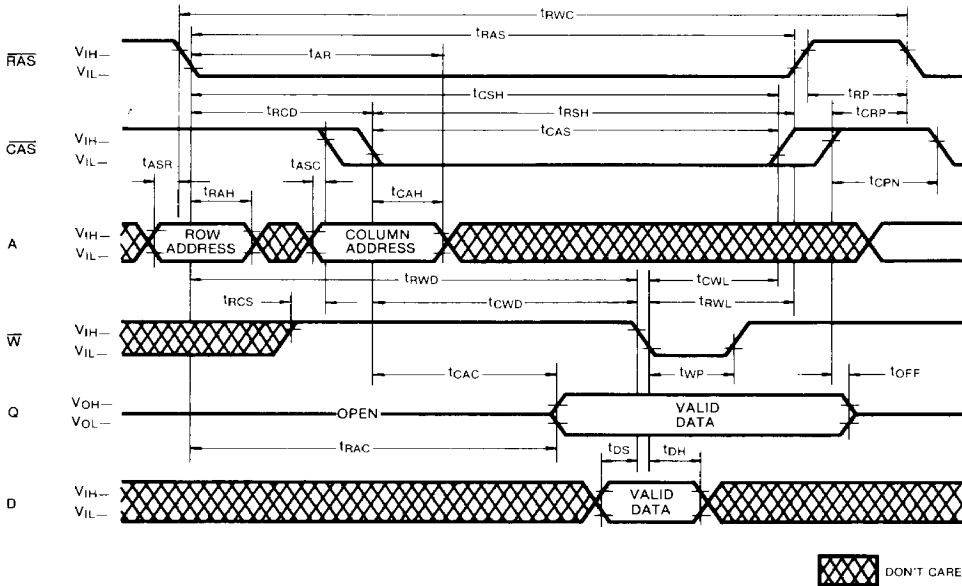 tRWC
tRAS
tAR
RAS
VIH—
VIL—
tRP
tCSH
tRCD
tRSH
tCRP
tCAS
CAS
VIH—
VIL—
tASR
tASC
tRAH
tCAH
tCPN
A
VIH—
VIL—
ROW
ADDRESS
COLUMN
ADDRESS
tRWD
tCWL
tRCS
tCWD
tRWL
W
VIH—
VIL—
tCAC
tWP
tOFF
Q
VOH—
VOL—
OPEN
VALID
DATA
tRAC
tDS
tDH
D
VIH—
VIL—
VALID
DATA
DON'T CARE